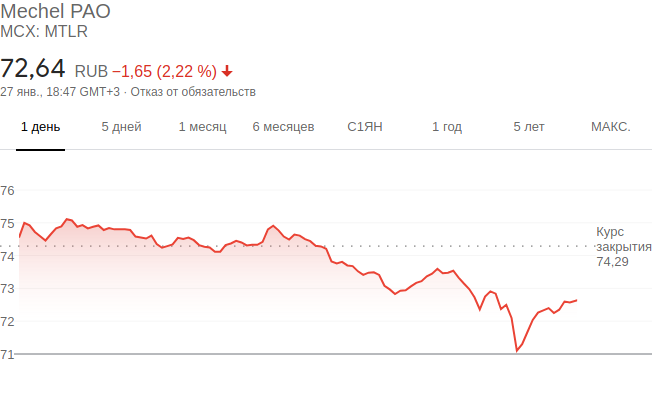 Mechel PAO
MCX: MTLR
72,64 RUB −1,65 (2,22 %)
27 янв., 18:47 GMT+3 · Отказ от обязательств
1 день 5 дней 1 месяц 6 месяцев С1ЯН 1 год 5 лет МАКС.
76
75
Курс
закрытия
74,29
74
73
72
71